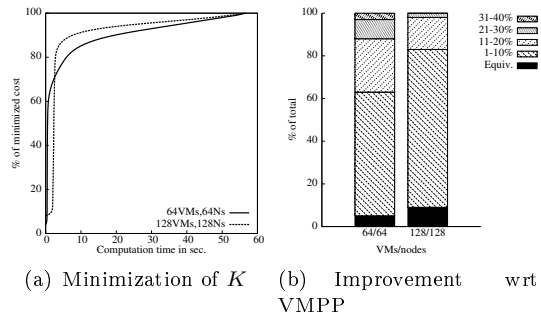 100
80
60
40
20
0
% of minimized cost
0 10 20 30 40 50 60
Computation time in sec.
64VMs,64Ns
128VMs,128Ns
(a) Minimization of K
100
80
60
40
20
0
% of total
64/64 128/128
VMs/nodes
31-40%
21-30%
11-20%
1-10%
Equiv.
(b) Improvement wrt
VMPP